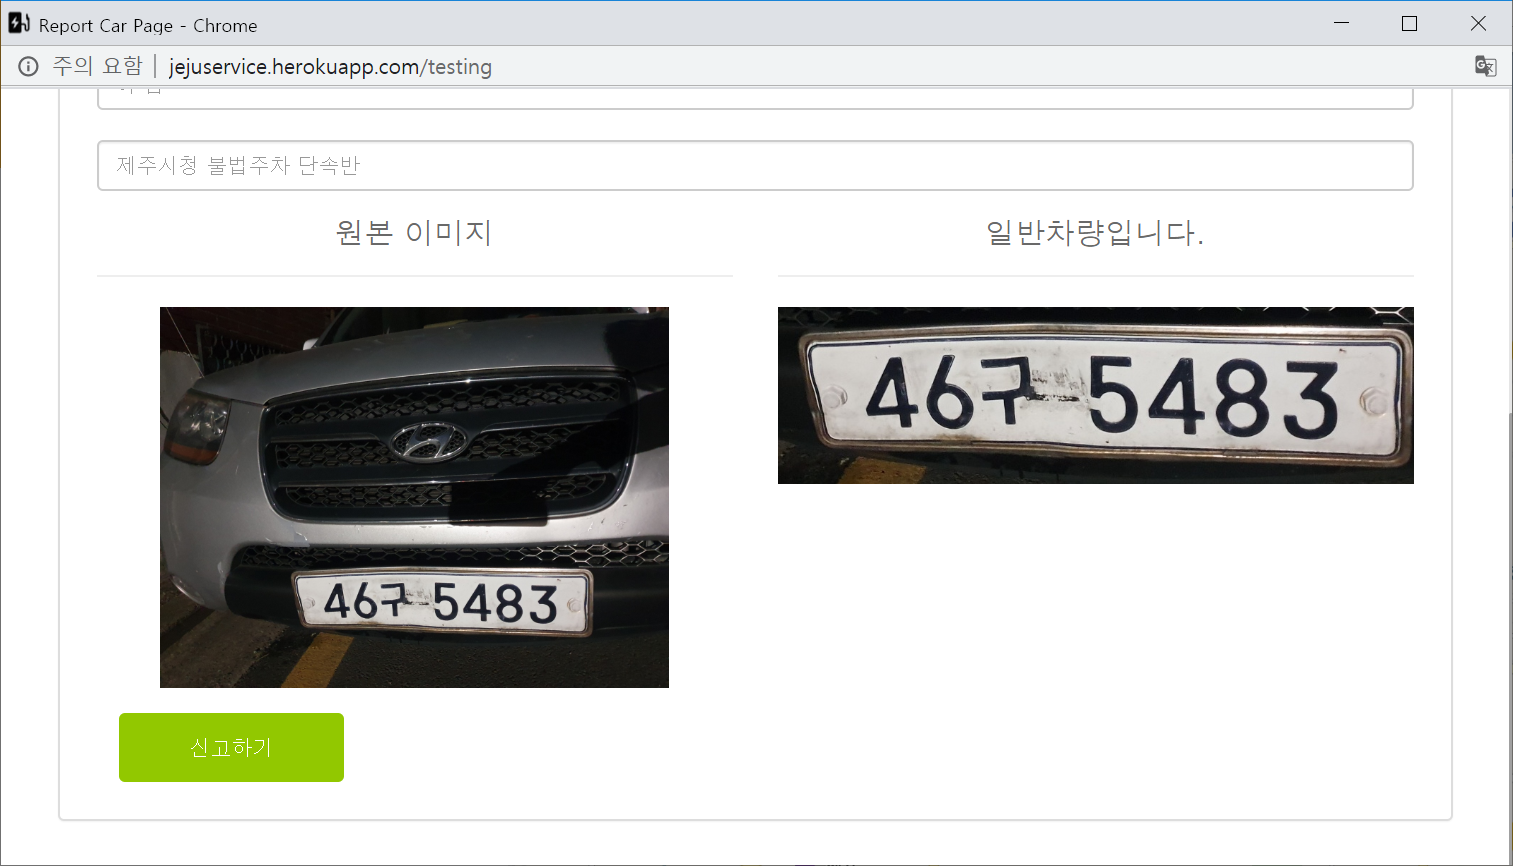 Report Car Page - Chrome
주의 요함 jejuservice.herokuapp.com/testing
제주시청 불법주차 단속반
원본 이미지
일반차량입니다.
46구 5483
46구 5483
신고하기